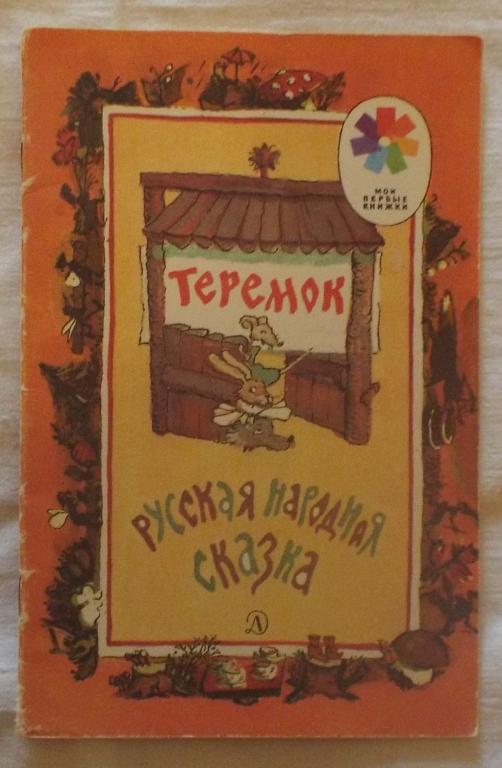 МОИ
ПЕРВЫЕ
КНИЖКИ
ТЕРЕМОК
РУССКАЯ НАРОДНАЯ
СКАЗКА
Д